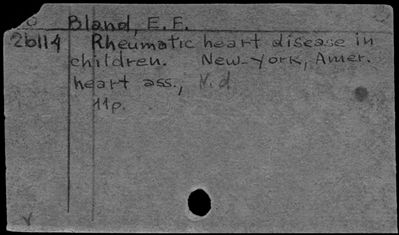 Bland, E. F.
26114 Rheumatic heart disease in
children. New-York, Amer.
heart ass., N.d
11p.
V